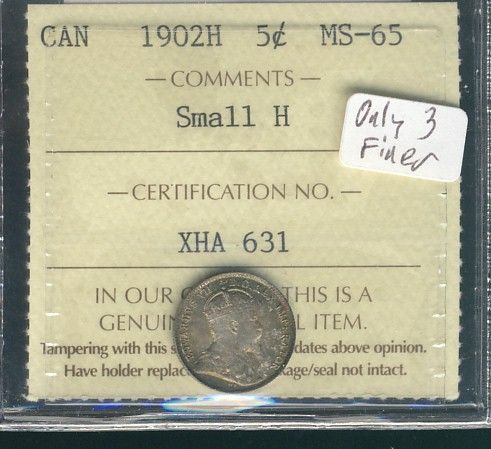 CAN 1902H 5¢ MS-65
— COMMENTS —
Small H
Only 3
Finer
— CERTIFICATION NO. —
XHA 631
IN OUR THIS IS A
GENUIN L ITEM.
Tampering with this s dates above opinion.
Have holder replac kage/seal not intact.